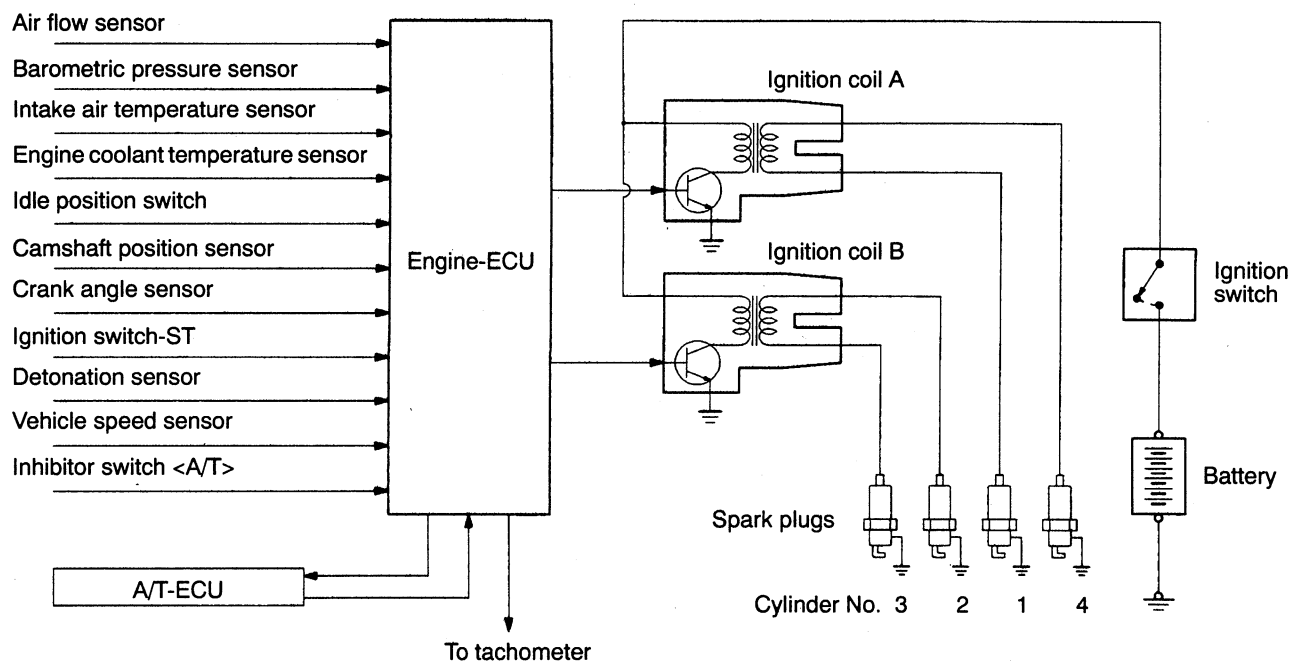 Air flow sensor
Barometric pressure sensor
Intake air temperature sensor
Engine coolant temperature sensor
Idle position switch
Camshaft position sensor
Crank angle sensor
Ignition switch-ST
Detonation sensor
Vehicle speed sensor
Inhibitor switch <A/T>
Engine-ECU
A/T-ECU
To tachometer
Ignition coil A
Ignition coil B
Ignition
switch
Battery
Spark plugs
Cylinder No. 3 2 1 4